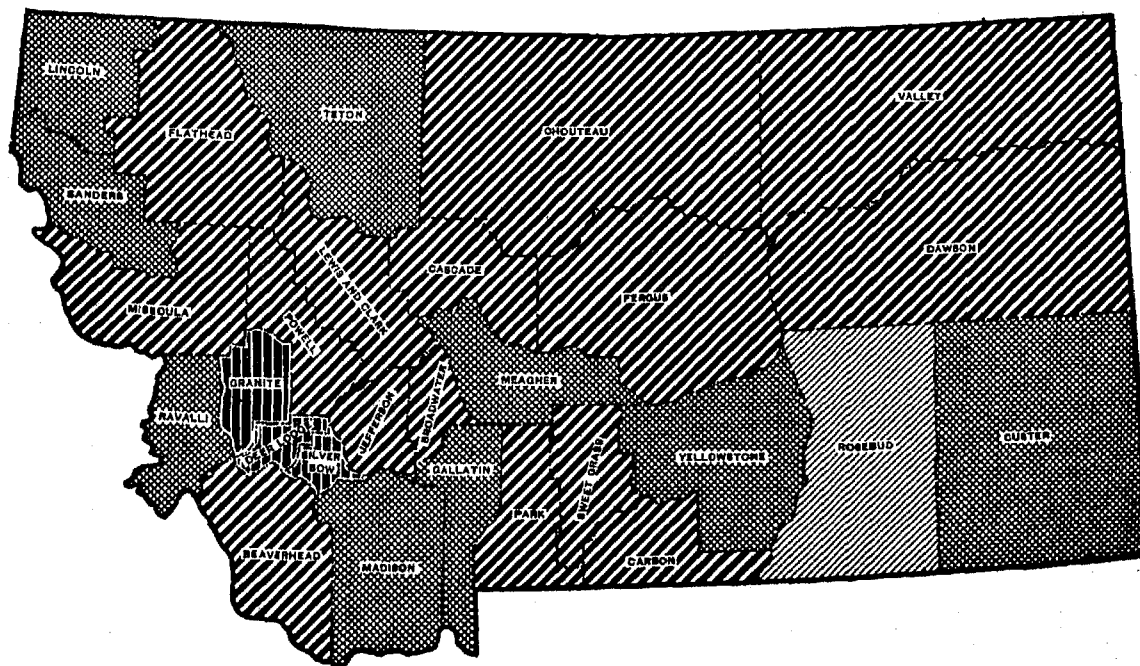 LINCOLN
TETON
CHOUTEAU
VALLEY
FLATHEAD
SANDERS
DAWSON
CASCADE
LEWIS AND CLARK
FERGUS
MISSOULA
POWELL
GRANITE
MEAGHER
RAVALLI
JEFFERSON
BROADWATER
ROSEBUD
CUSTER
SILVER
BOW
GALLATIN
YELLOWSTONE
SWEET GRASS
PARK
BEAVERHEAD
MADISON
CARBON